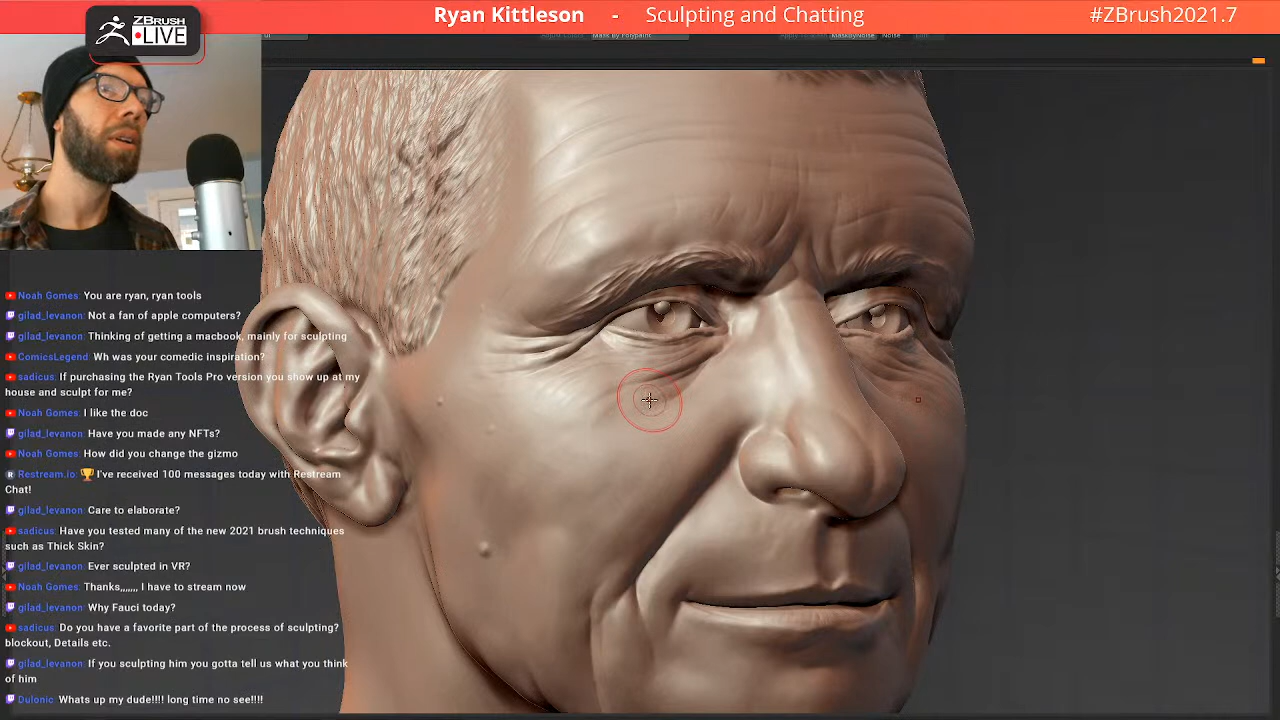 Ryan Kittleson - Sculpting and Chatting #ZBrush2021.7
ZBRUSH
LIVE
Mask By Polypaint MaskByNoise Noise
Noah Gomes: You are ryan, ryan tools
gilad_levanon: Not a fan of apple computers?
gilad_levanon: Thinking of getting a macbook, mainly for sculpting
ComicsLegend: Wh was your comedic inspiration?
sadicus: If purchasing the Ryan Tools Pro version you show up at my
house and sculpt for me?
Noah Gomes: I like the doc
gilad_levanon: Have you made any NFTs?
Noah Gomes: How did you change the gizmo
Restream.io: 🏆 I've received 100 messages today with Restream
Chat!
gilad_levanon: Care to elaborate?
sadicus: Have you tested many of the new 2021 brush techniques
such as Thick Skin?
gilad_levanon: Ever sculpted in VR?
Noah Gomes: Thanks,,,,,,, I have to stream now
gilad_levanon: Why Fauci today?
sadicus: Do you have a favorite part of the process of sculpting?
blockout, Details etc.
gilad_levanon: If you sculpting him you gotta tell us what you think
of him
Dulonic: Whats up my dude!!!! long time no see!!!!